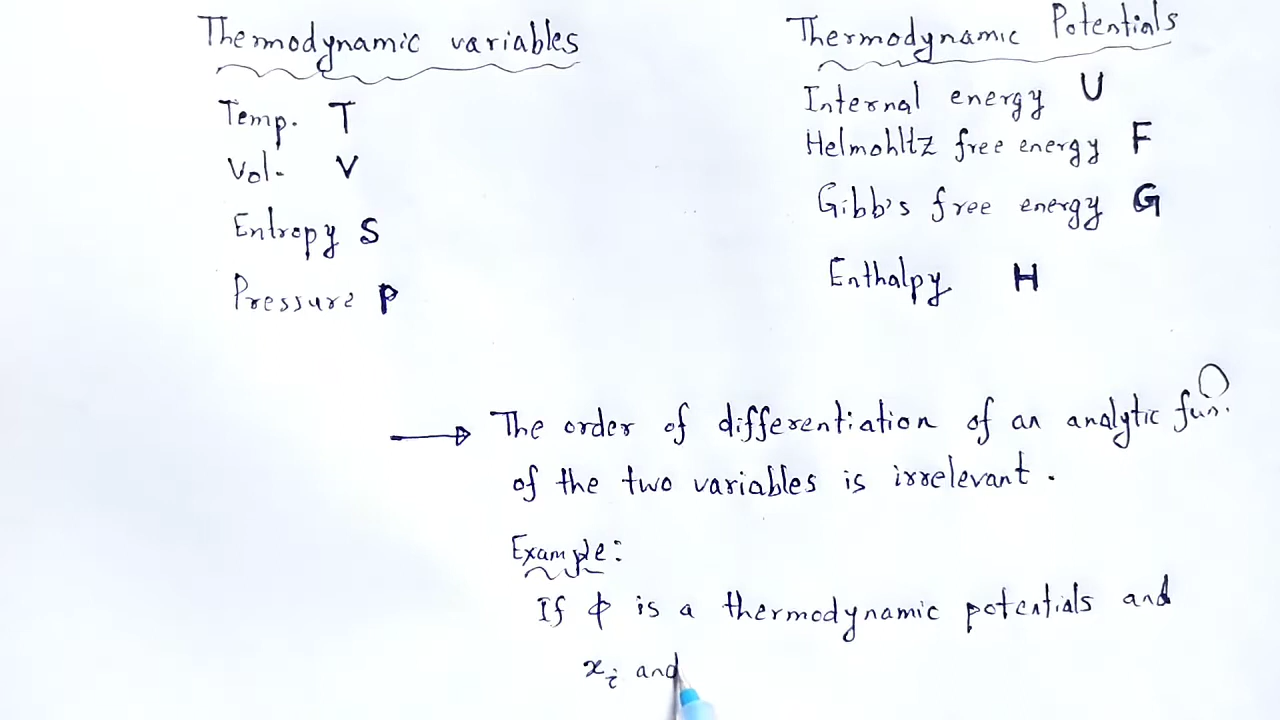 Thermodynamic variables
Temp. T
Vol. V
Entropy S
Pressure P
Thermodynamic Potentials
Internal energy U
Helmohltz free energy F
Gibb's free energy G
Enthalpy H
The order of differentiation of an analytic fun.
of the two variables is irrelevant.
Example:
If ϕ is a thermodynamic potentials and
xᵢ and